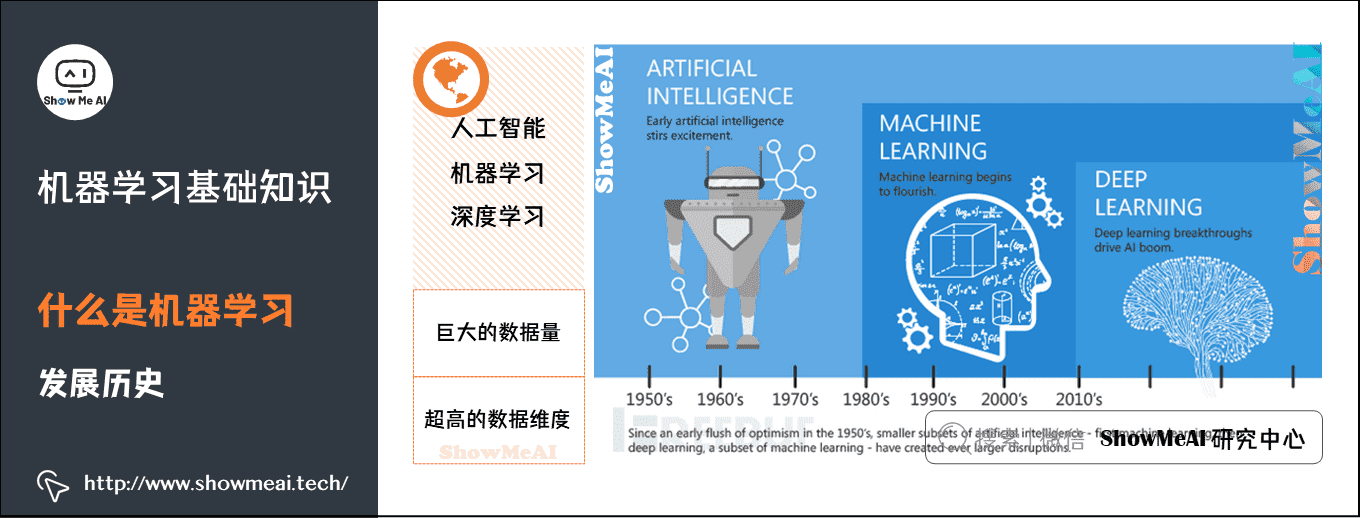 Show Me AI
机器学习基础知识
什么是机器学习
发展历史
http://www.showmeai.tech/
人工智能
机器学习
深度学习
巨大的数据量
超高的数据维度
ShowMeAI
ShowMeAI
ARTIFICIAL
INTELLIGENCE
Early artificial intelligence
stirs excitement.
MACHINE
LEARNING
Machine learning begins
to flourish.
DEEP
LEARNING
Deep learning breakthroughs
drive AI boom.
ShowMeAI
1950's 1960's 1970's 1980's 1990's 2000's 2010's
Since an early flush of optimism in the 1950's, smaller subsets of artificial intelligence - first machine learning, then
deep learning, a subset of machine learning - have created ever larger disruptions.
搜索 | 微信 ShowMeAI 研究中心